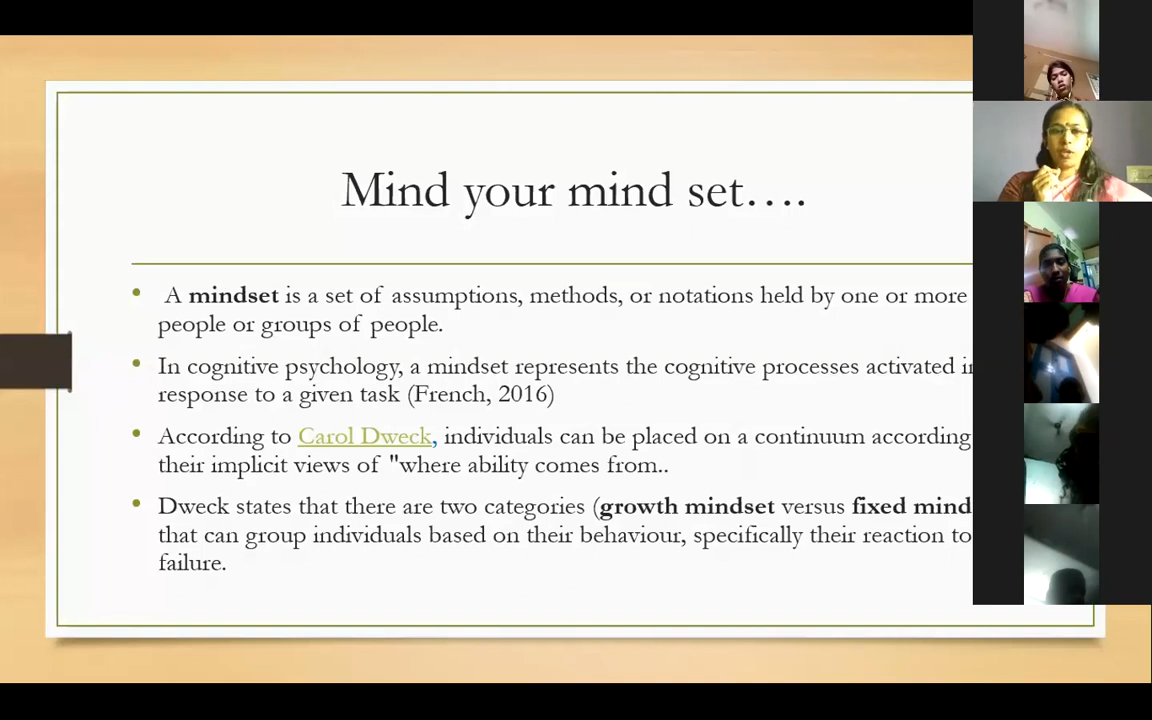 Mind your mind set….
• A mindset is a set of assumptions, methods, or notations held by one or more
people or groups of people.
• In cognitive psychology, a mindset represents the cognitive processes activated in
response to a given task (French, 2016)
• According to Carol Dweck, individuals can be placed on a continuum according
their implicit views of "where ability comes from..
• Dweck states that there are two categories (growth mindset versus fixed mind
that can group individuals based on their behaviour, specifically their reaction to
failure.